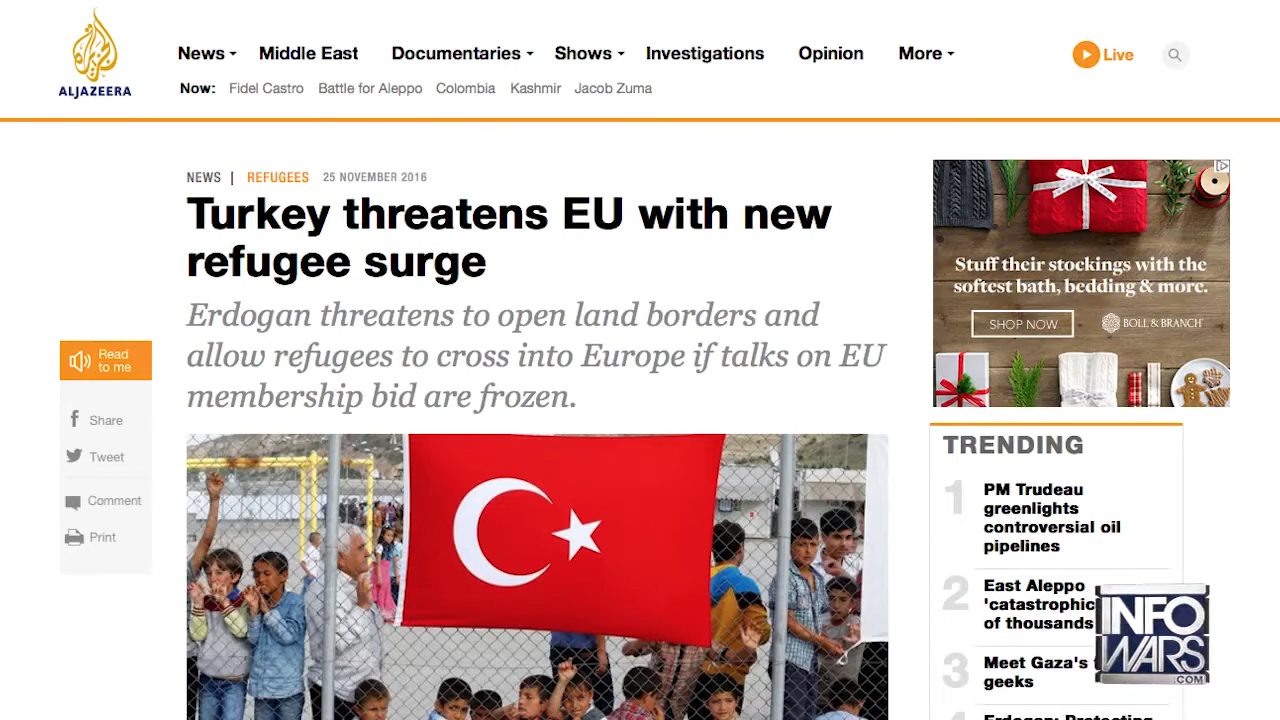 ALJAZEERA
News
Middle East
Documentaries
Shows
Investigations
Opinion
More
Live
Now: Fidel Castro Battle for Aleppo Colombia Kashmir Jacob Zuma
NEWS | REFUGEES 25 NOVEMBER 2016
Turkey threatens EU with new
refugee surge
Erdogan threatens to open land borders and
allow refugees to cross into Europe if talks on EU
membership bid are frozen.
Read
to me
Share
Tweet
Comment
Print
Stuff their stockings with the
softest bath, bedding & more.
SHOP NOW
BOLL & BRANCH
TRENDING
1
PM Trudeau
greenlights
controversial oil
pipelines
2
East Aleppo
'catastrophic
of thousands
3
Meet Gaza's
geeks
Erdogan: Protecting
INFO
WARS
.COM